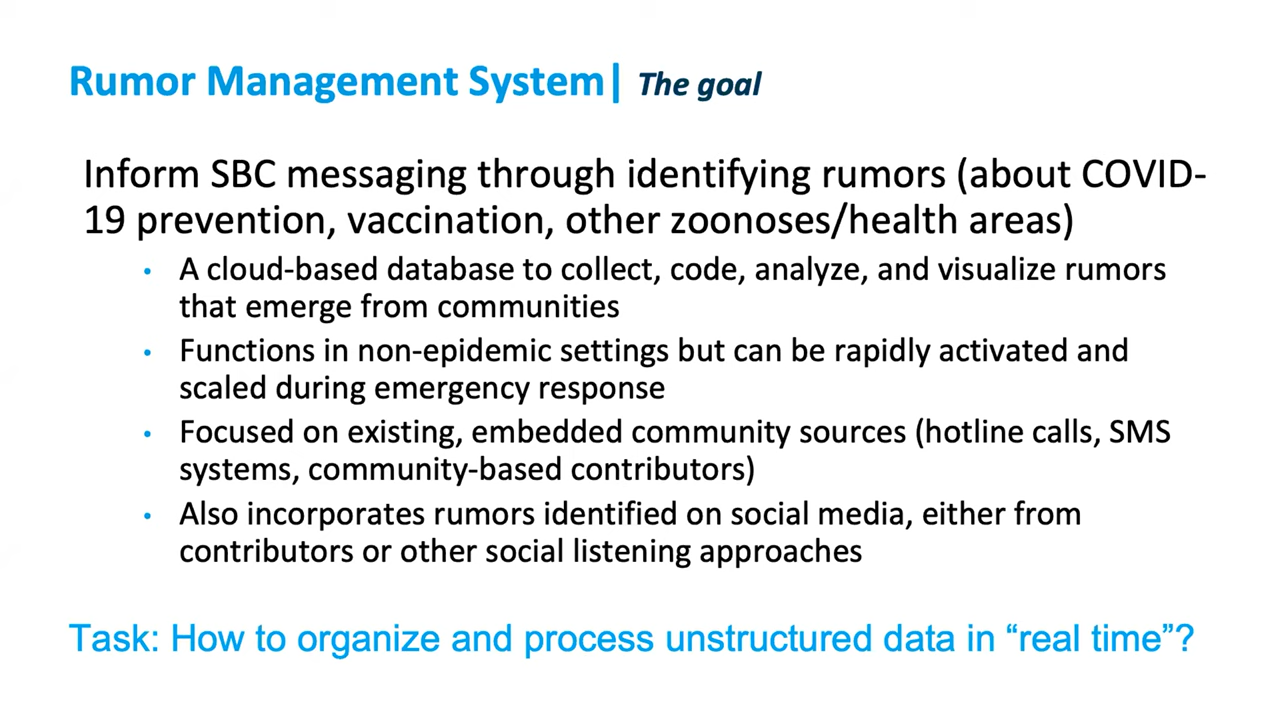 Rumor Management System| The goal
Inform SBC messaging through identifying rumors (about COVID-
19 prevention, vaccination, other zoonoses/health areas)
• A cloud-based database to collect, code, analyze, and visualize rumors
that emerge from communities
• Functions in non-epidemic settings but can be rapidly activated and
scaled during emergency response
• Focused on existing, embedded community sources (hotline calls, SMS
systems, community-based contributors)
• Also incorporates rumors identified on social media, either from
contributors or other social listening approaches
Task: How to organize and process unstructured data in “real time”?